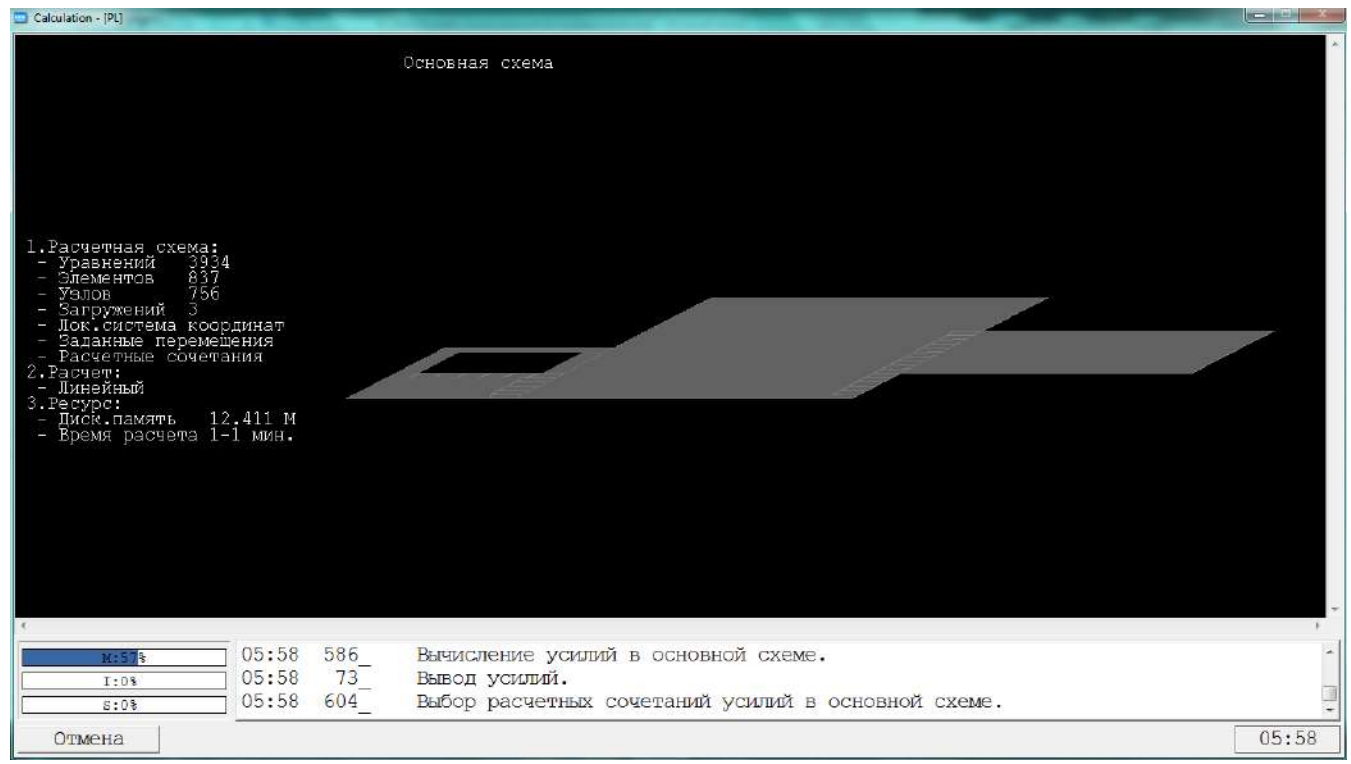 Calculation - [PL]
Основная схема
1.Расчетная схема:
- Уравнений 3934
- Элементов 837
- Узлов 756
- Загружений 3
- Лок.система координат
- Заданные перемещения
- Расчетные сочетания
2.Расчет:
- Линейный
3.Ресурс:
- Диск.память 12.411 M
- Время расчета 1-1 мин.
M:57%
I:0%
S:0%
05:58 586_ Вычисление усилий в основной схеме.
05:58 73_ Вывод усилий.
05:58 604_ Выбор расчетных сочетаний усилий в основной схеме.
Отмена
05:58